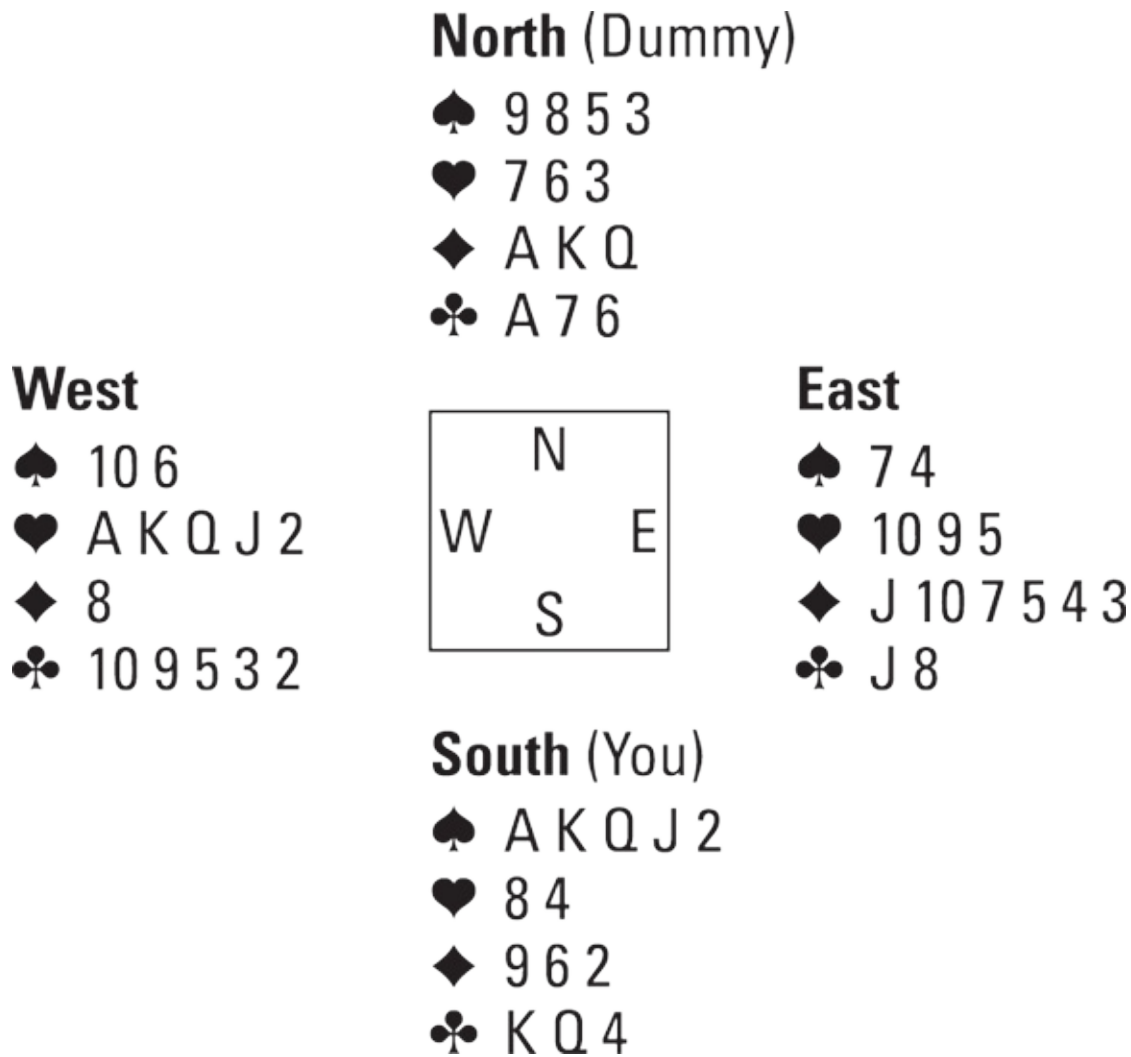 North (Dummy)
♠ 9 8 5 3
♥ 7 6 3
♦ A K Q
♣ A 7 6
West
♠ 10 6
♥ A K Q J 2
♦ 8
♣ 10 9 5 3 2
N
W E
S
East
♠ 7 4
♥ 10 9 5
♦ J 10 7 5 4 3
♣ J 8
South (You)
♠ A K Q J 2
♥ 8 4
♦ 9 6 2
♣ K Q 4